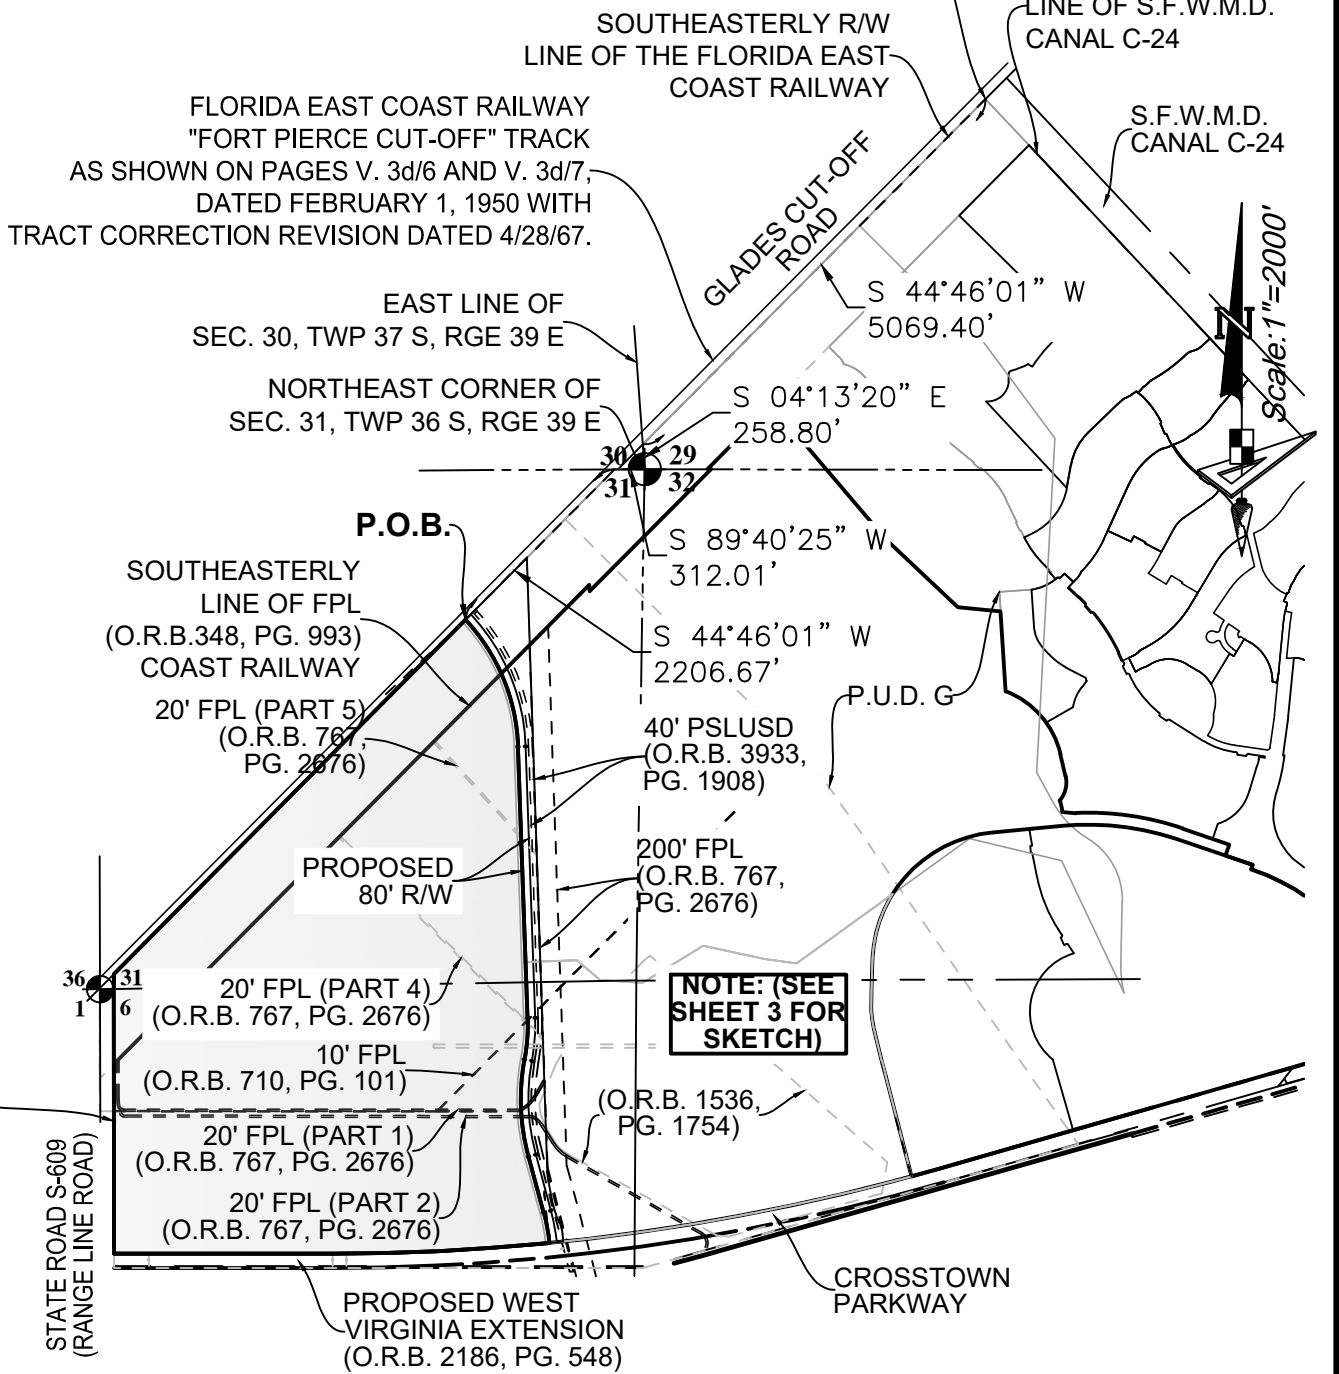 LINE OF S.F.W.M.D.
CANAL C-24
SOUTHEASTERLY R/W
LINE OF THE FLORIDA EAST
COAST RAILWAY
FLORIDA EAST COAST RAILWAY
"FORT PIERCE CUT-OFF" TRACK
AS SHOWN ON PAGES V. 3d/6 AND V. 3d/7,
DATED FEBRUARY 1, 1950 WITH
TRACT CORRECTION REVISION DATED 4/28/67.
S.F.W.M.D.
CANAL C-24
GLADES CUT-OFF
ROAD
N
Scale:1"=2000'
S 44°46'01" W
5069.40'
EAST LINE OF
SEC. 30, TWP 37 S, RGE 39 E
NORTHEAST CORNER OF
SEC. 31, TWP 36 S, RGE 39 E
S 04°13'20" E
258.80'
30 29
31 32
P.O.B.
S 89°40'25" W
312.01'
SOUTHEASTERLY
LINE OF FPL
(O.R.B.348, PG. 993)
COAST RAILWAY
S 44°46'01" W
2206.67'
20' FPL (PART 5)
(O.R.B. 767,
PG. 2676)
P.U.D. G
40' PSLUSD
(O.R.B. 3933,
PG. 1908)
PROPOSED
80' R/W
200' FPL
(O.R.B. 767,
PG. 2676)
36 31
1 6
20' FPL (PART 4)
(O.R.B. 767, PG. 2676)
NOTE: (SEE
SHEET 3 FOR
SKETCH)
10' FPL
(O.R.B. 710, PG. 101)
(O.R.B. 1536,
PG. 1754)
20' FPL (PART 1)
(O.R.B. 767, PG. 2676)
20' FPL (PART 2)
(O.R.B. 767, PG. 2676)
STATE ROAD S-609
(RANGE LINE ROAD)
CROSSTOWN
PARKWAY
PROPOSED WEST
VIRGINIA EXTENSION
(O.R.B. 2186, PG. 548)